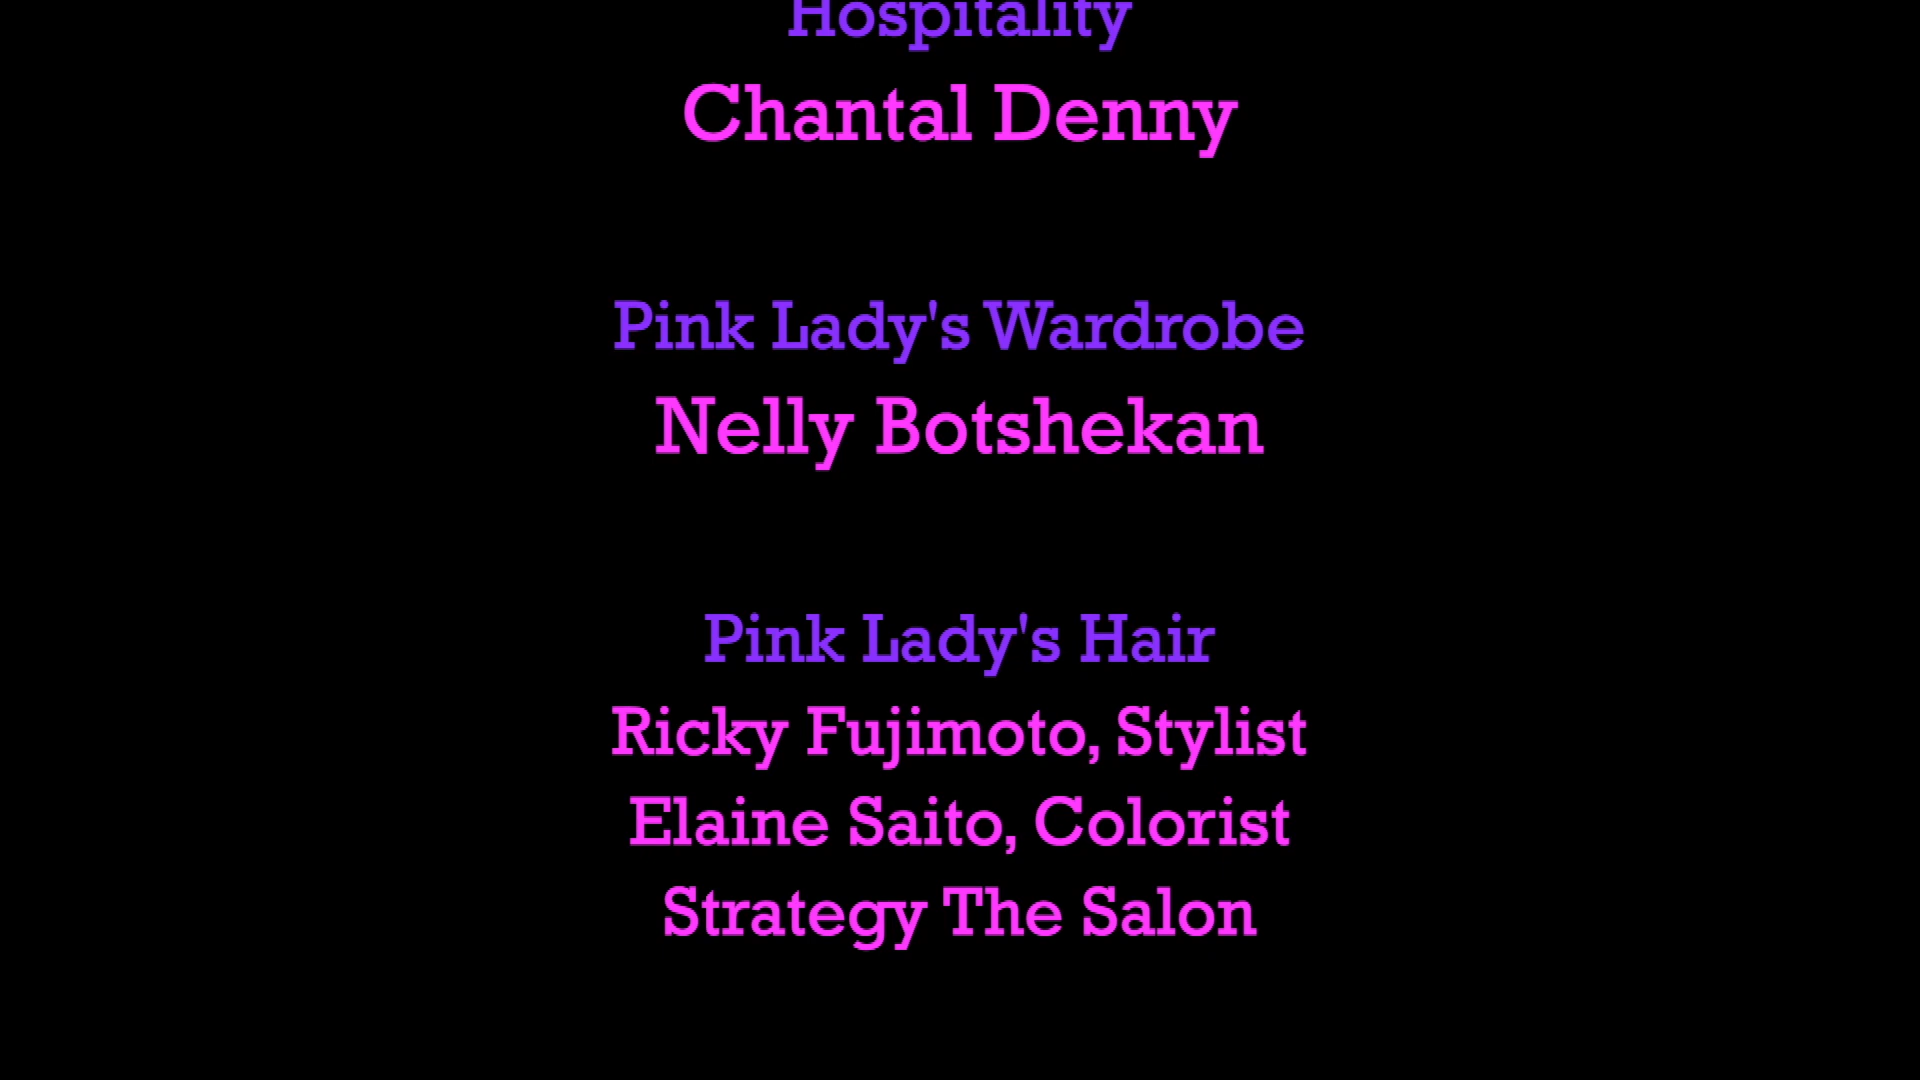 Hospitality
Chantal Denny
Pink Lady's Wardrobe
Nelly Botshekan
Pink Lady's Hair
Ricky Fujimoto, Stylist
Elaine Saito, Colorist
Strategy The Salon